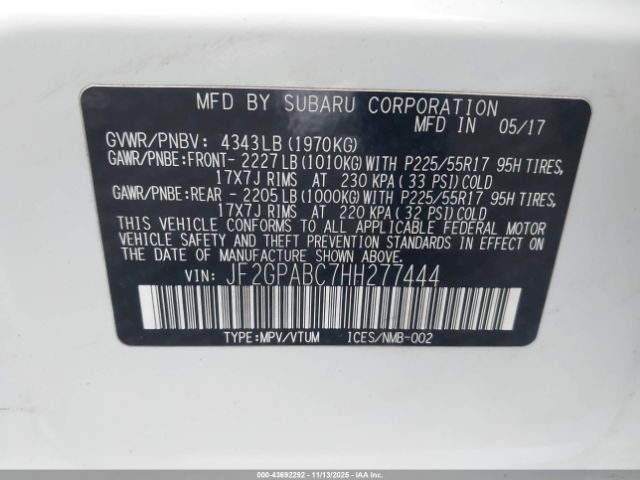 MFD BY SUBARU CORPORATION
MFD IN 05/17
GVWR/PNBV: 4343LB (1970KG)
GAWR/PNBE:FRONT- 2227LB(1010KG)WITH P225/55R17 95H TIRES,
17X7J RIMS AT 230 KPA(33 PSI)COLD
GAWR/PNBE:REAR - 2205LB(1000KG)WITH P225/55R17 95H TIRES,
17X7J RIMS AT 220 KPA(32 PSI)COLD
THIS VEHICLE CONFORMS TO ALL APPLICABLE FEDERAL MOTOR
VEHICLE SAFETY AND THEFT PREVENTION STANDARDS IN EFFECT ON
THE DATE OF MANUFACTURE SHOWN ABOVE.
VIN: JF2GPABC7HH277444
TYPE:MPV/VTUM ICES/NMB-002
000-43692292 - 11/13/2025 - IAAI.COM